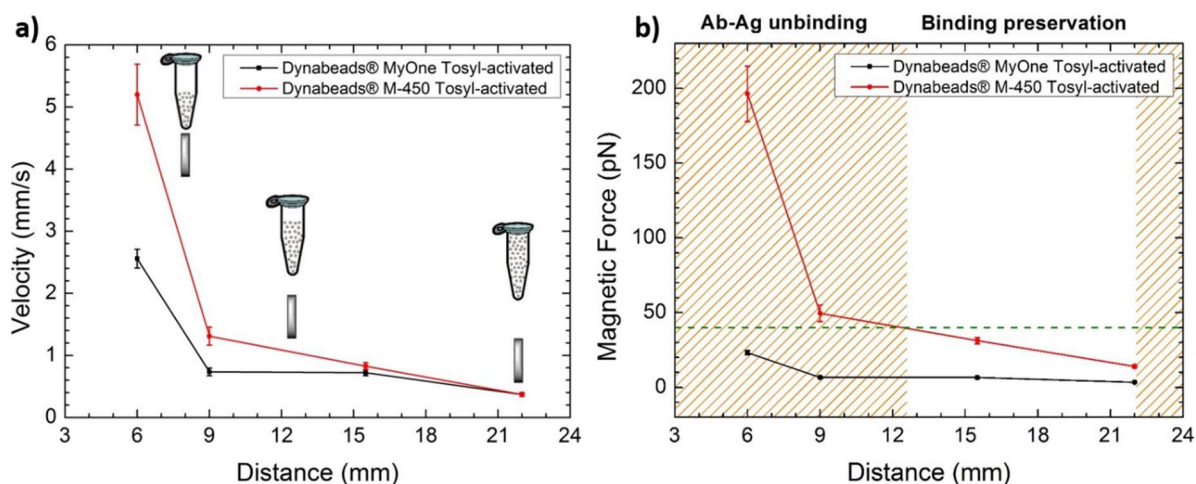 a)
Velocity (mm/s)
6
5
4
3
2
1
0
Dynabeads® MyOne Tosyl-activated
Dynabeads® M-450 Tosyl-activated
3 6 9 12 15 18 21 24
Distance (mm)
b)
Ab-Ag unbinding Binding preservation
Magnetic Force (pN)
200
150
100
50
0
Dynabeads® MyOne Tosyl-activated
Dynabeads® M-450 Tosyl-activated
3 6 9 12 15 18 21 24
Distance (mm)